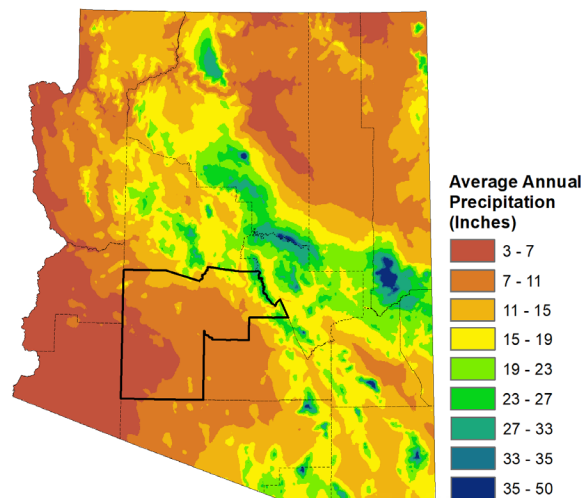 Average Annual
Precipitation
(Inches)
3 - 7
7 - 11
11 - 15
15 - 19
19 - 23
23 - 27
27 - 33
33 - 35
35 - 50